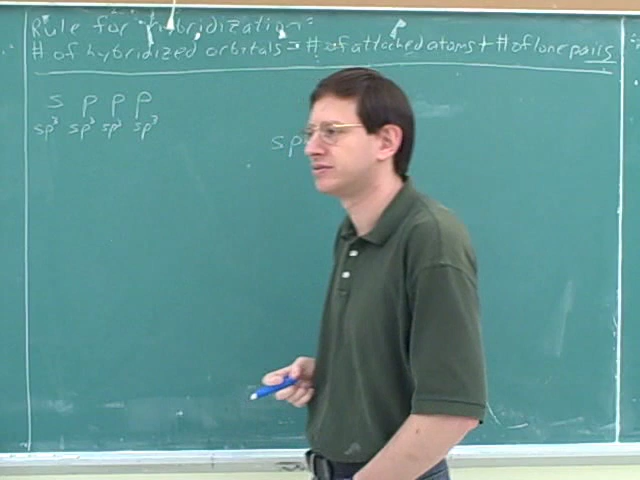 Rule for hybridization:
# of hybridized orbitals = # of attached atoms + # of lone pairs
s p p p
sp³ sp³ sp³ sp³
sp